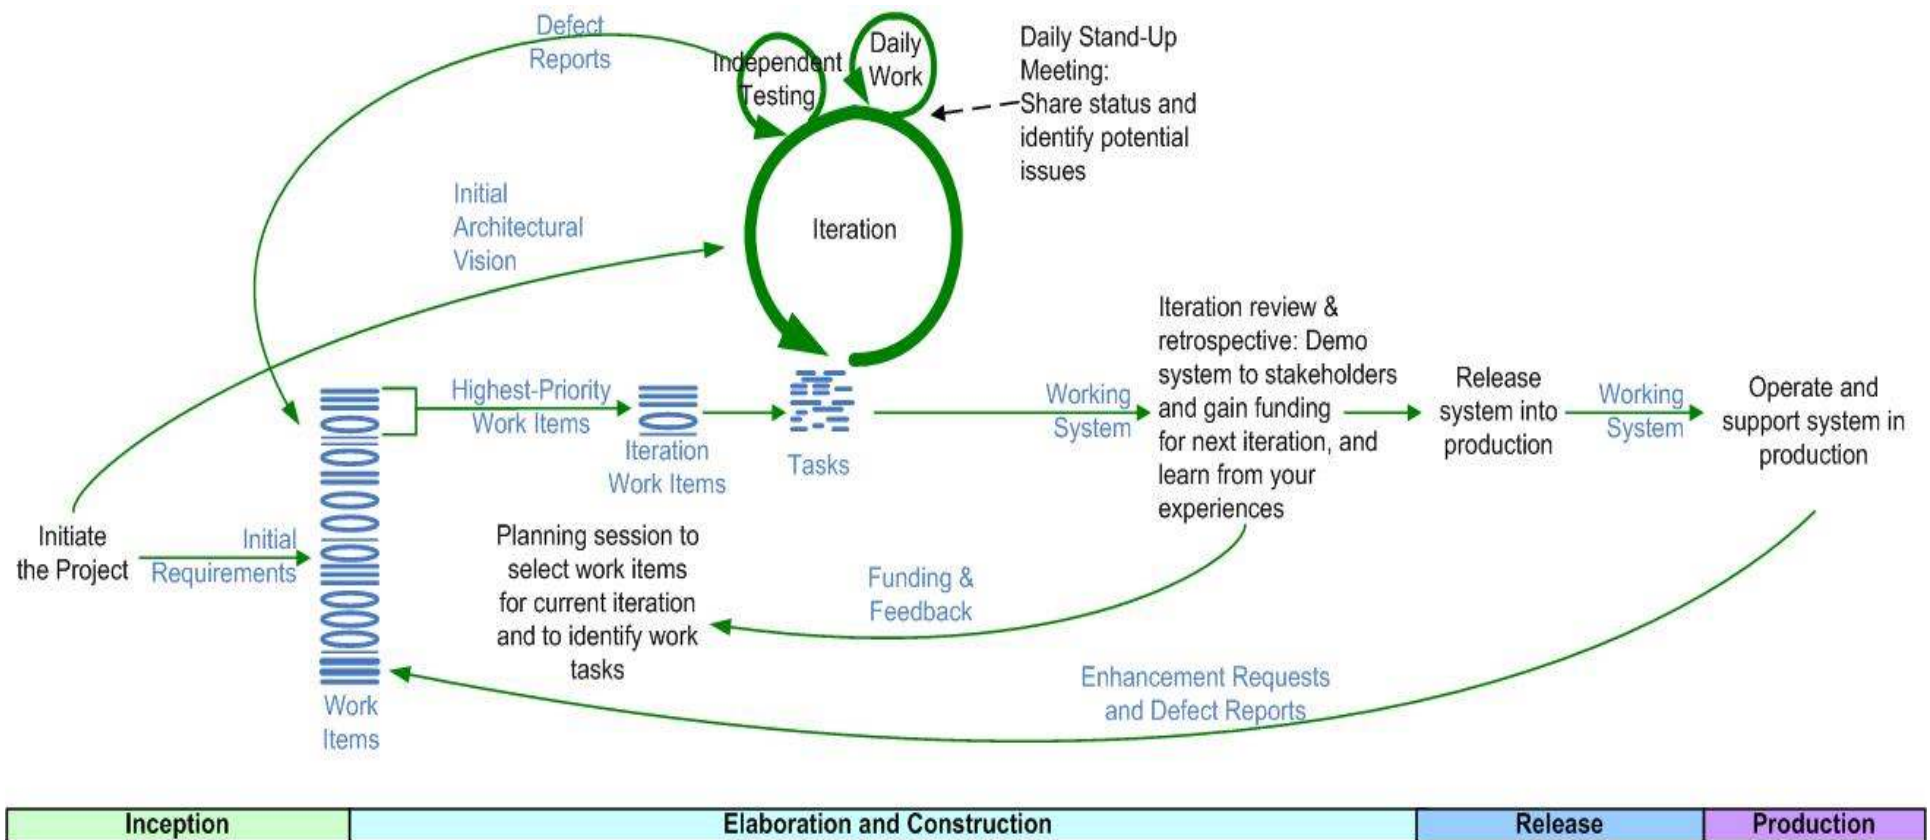 Defect
Reports
Independent
Testing
Daily
Work
Daily Stand-Up
Meeting:
Share status and
identify potential
issues
Initial
Architectural
Vision
Iteration
Iteration review &
retrospective: Demo
system to stakeholders
and gain funding
for next iteration, and
learn from your
experiences
Highest-Priority
Work Items
Iteration
Work Items
Tasks
Working
System
Release
system into
production
Working
System
Operate and
support system in
production
Initiate
the Project
Initial
Requirements
Planning session to
select work items
for current iteration
and to identify work
tasks
Funding &
Feedback
Enhancement Requests
and Defect Reports
Work
Items
Inception
Elaboration and Construction
Release
Production